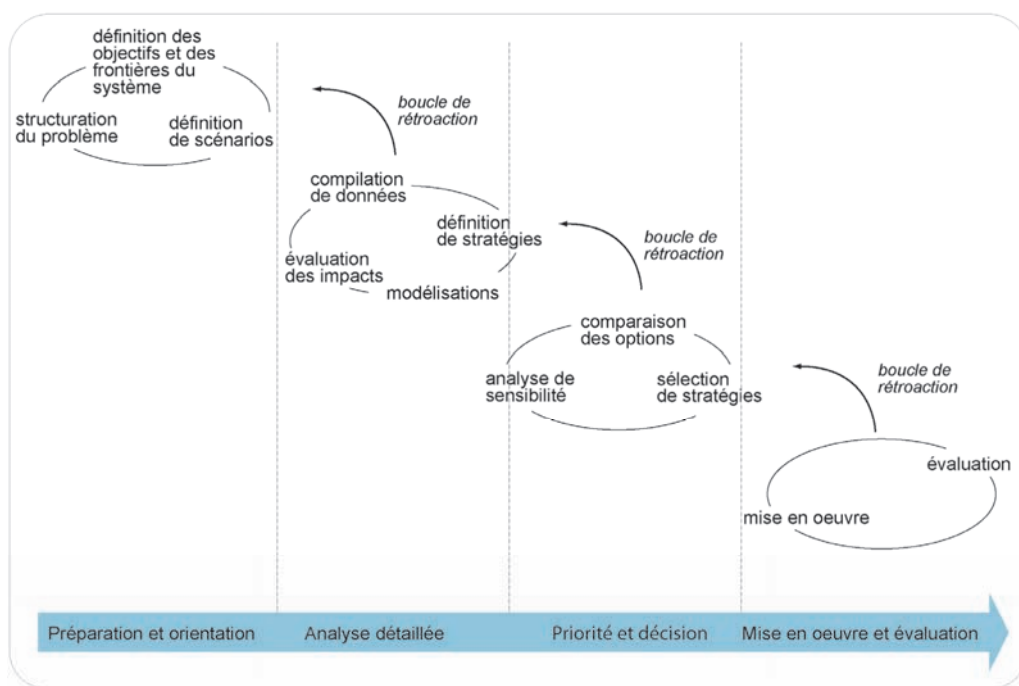 définition des
objectifs et des
frontières du
système
structuration
du problème
définition
de scénarios
boucle de
rétroaction
compilation
de données
définition
de stratégies
évaluation
des impacts
modélisations
boucle de
rétroaction
comparaison
des options
analyse de
sensibilité
sélection
de stratégies
boucle de
rétroaction
évaluation
mise en oeuvre
Préparation et orientation
Analyse détaillée
Priorité et décision
Mise en oeuvre et évaluation